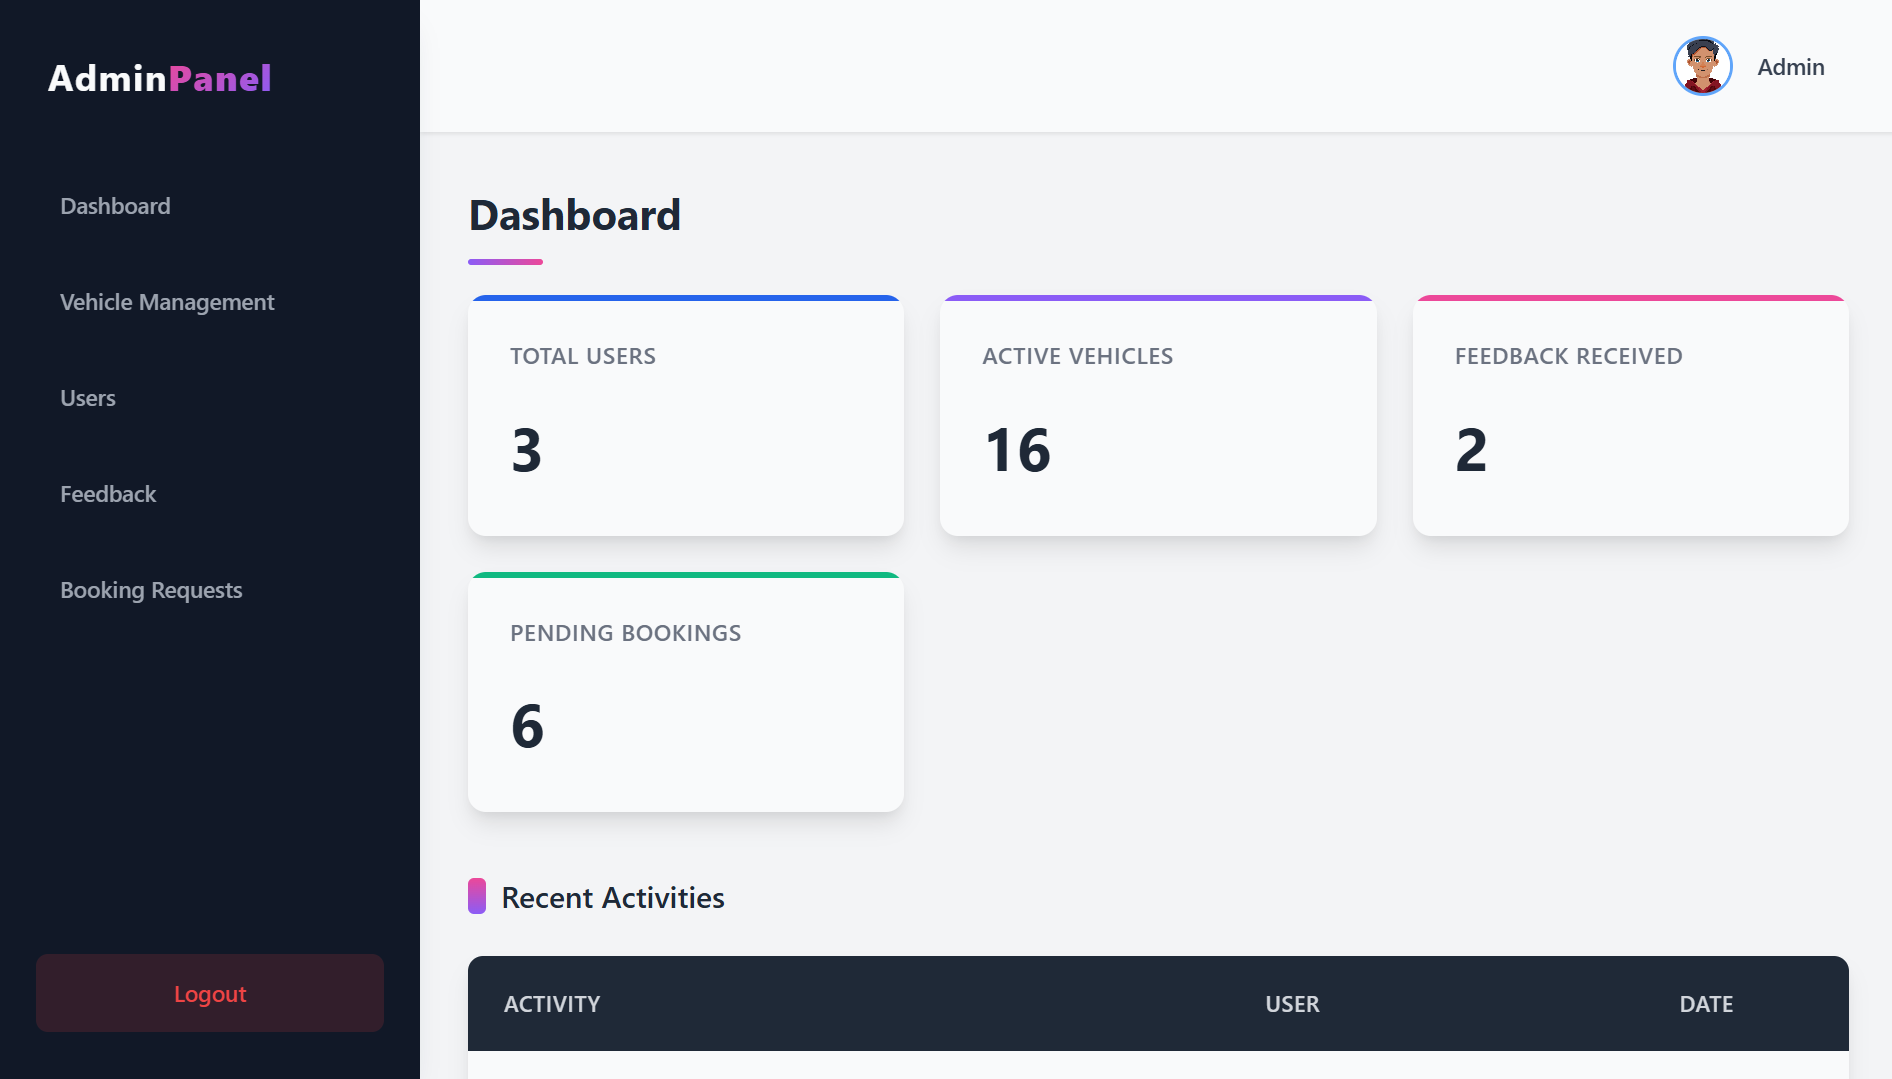 AdminPanel
Dashboard
Vehicle Management
Users
Feedback
Booking Requests
Logout
Admin
Dashboard
TOTAL USERS
3
ACTIVE VEHICLES
16
FEEDBACK RECEIVED
2
PENDING BOOKINGS
6
Recent Activities
ACTIVITY USER DATE